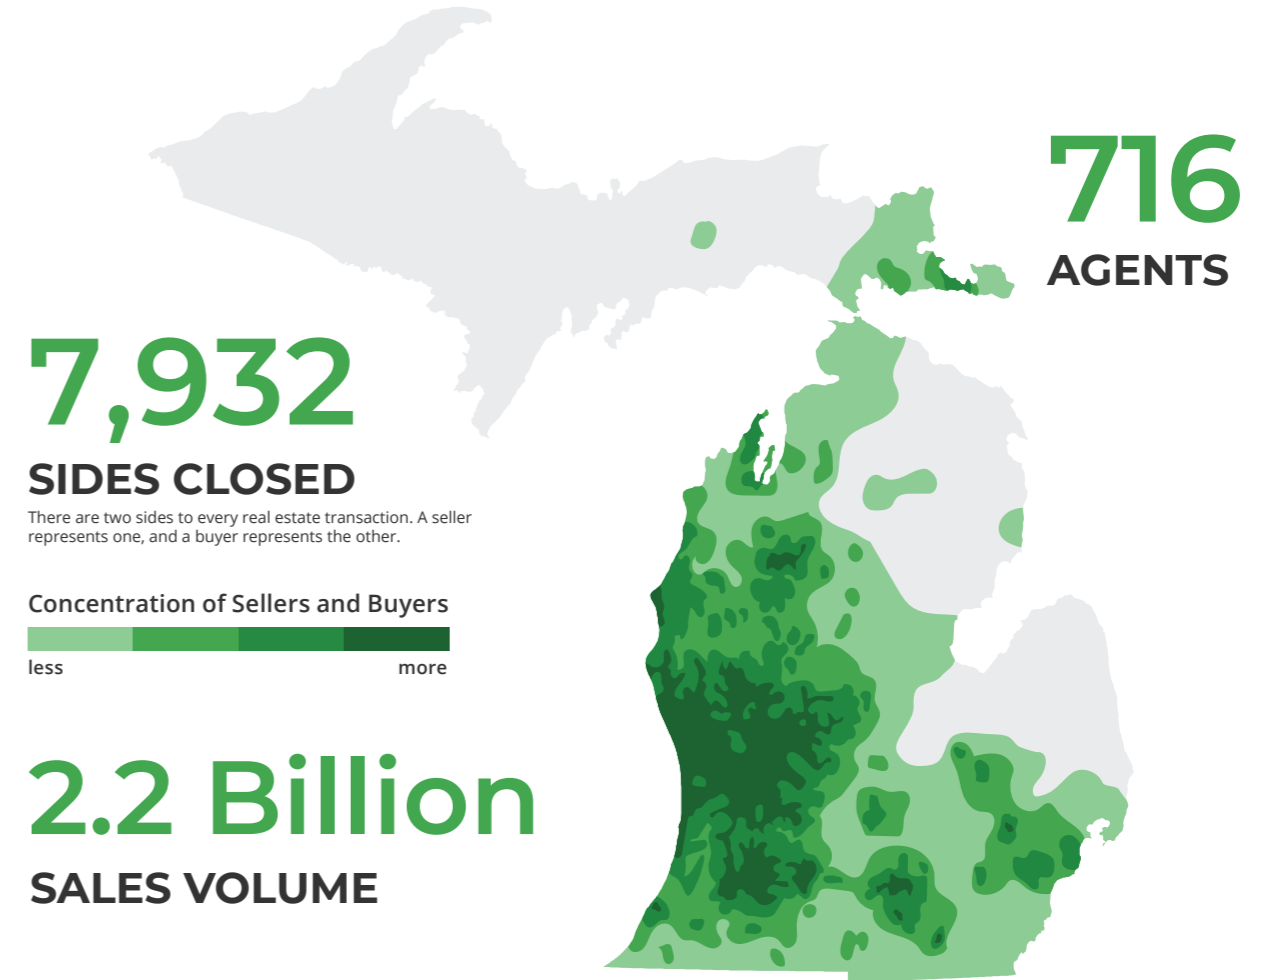 716
AGENTS
7,932
SIDES CLOSED
There are two sides to every real estate transaction. A seller
represents one, and a buyer represents the other.
Concentration of Sellers and Buyers
less more
2.2 Billion
SALES VOLUME